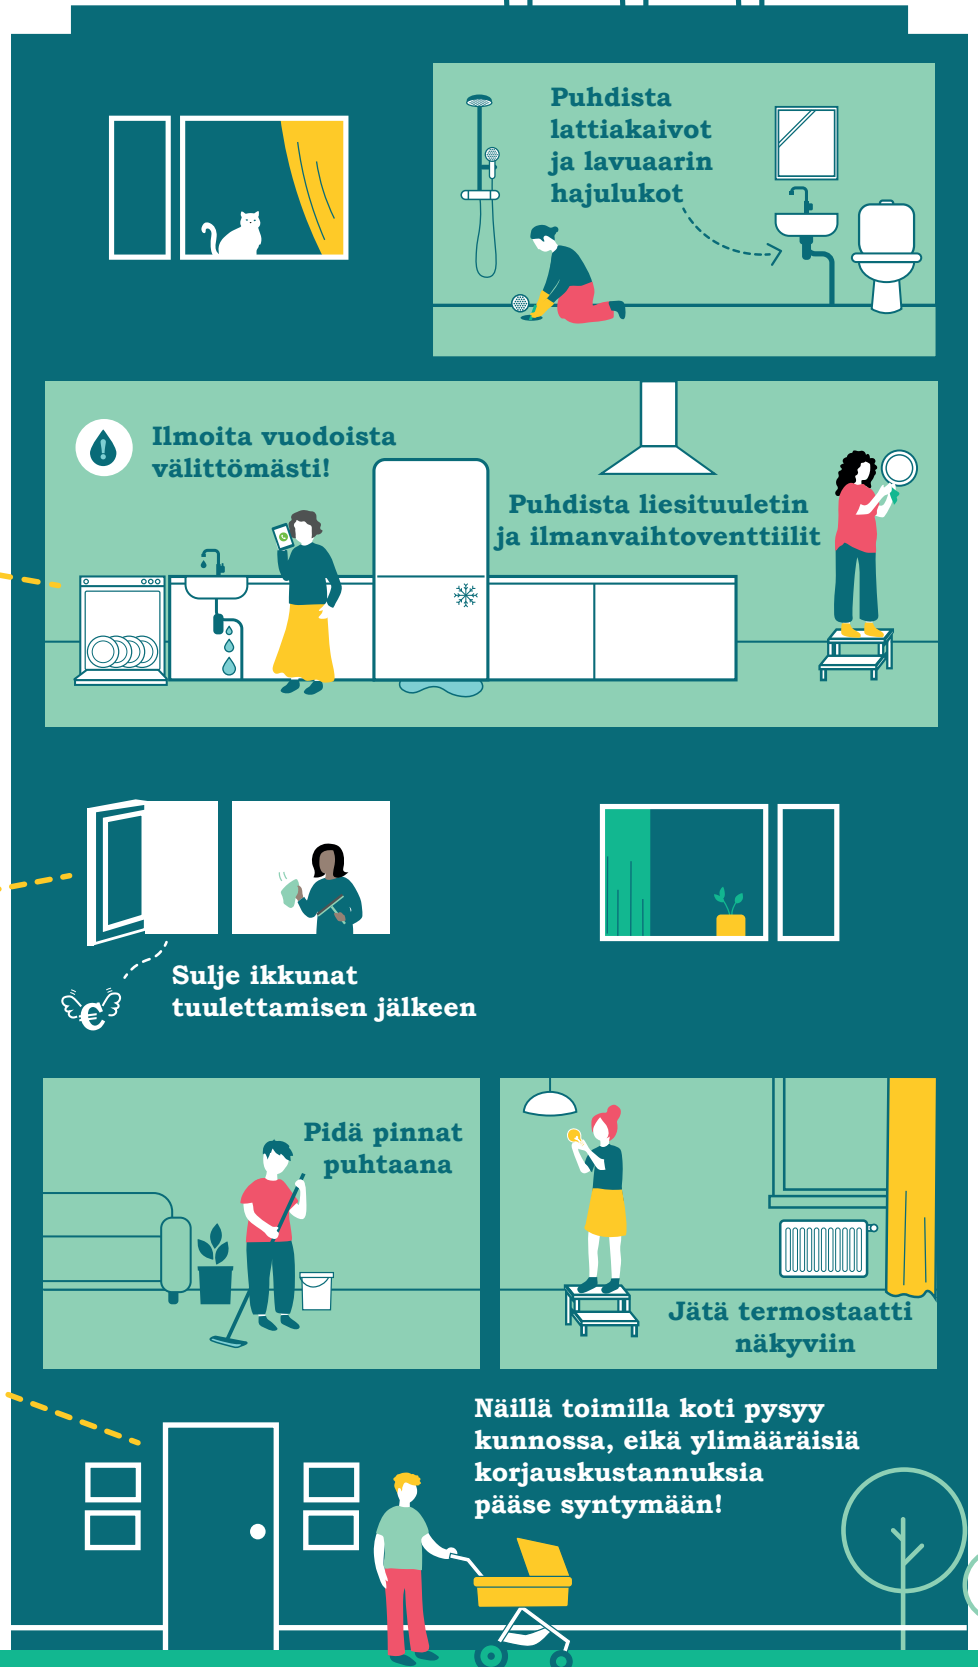 Puhdista
lattiakaivot
ja lavuaarin
hajulukot
Ilmoita vuodoista
välittömästi!
Puhdista liesituuletin
ja ilmanvaihtoventtiilit
Sulje ikkunat
tuulettamisen jälkeen
€
Pidä pinnat
puhtaana
Jätä termostaatti
näkyviin
Näillä toimilla koti pysyy
kunnossa, eikä ylimääräisiä
korjauskustannuksia
pääse syntymään!